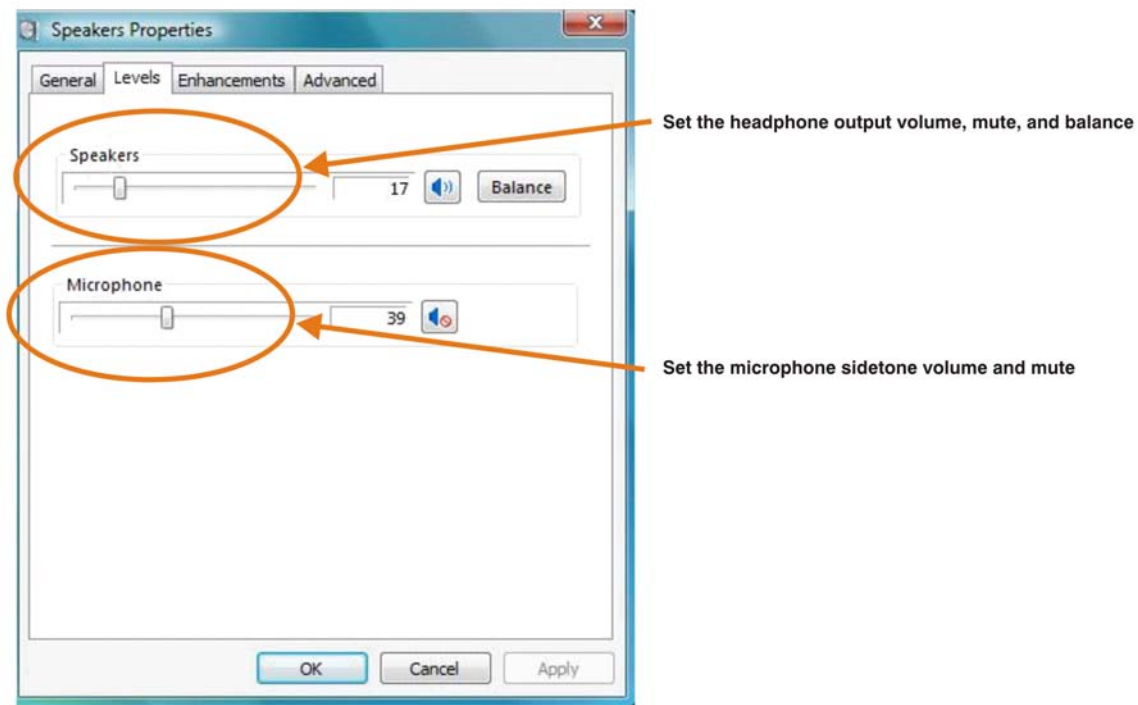 Speakers Properties
General Levels Enhancements Advanced
Set the headphone output volume, mute, and balance
Speakers
17 Balance
Microphone
39
Set the microphone sidetone volume and mute
OK Cancel Apply